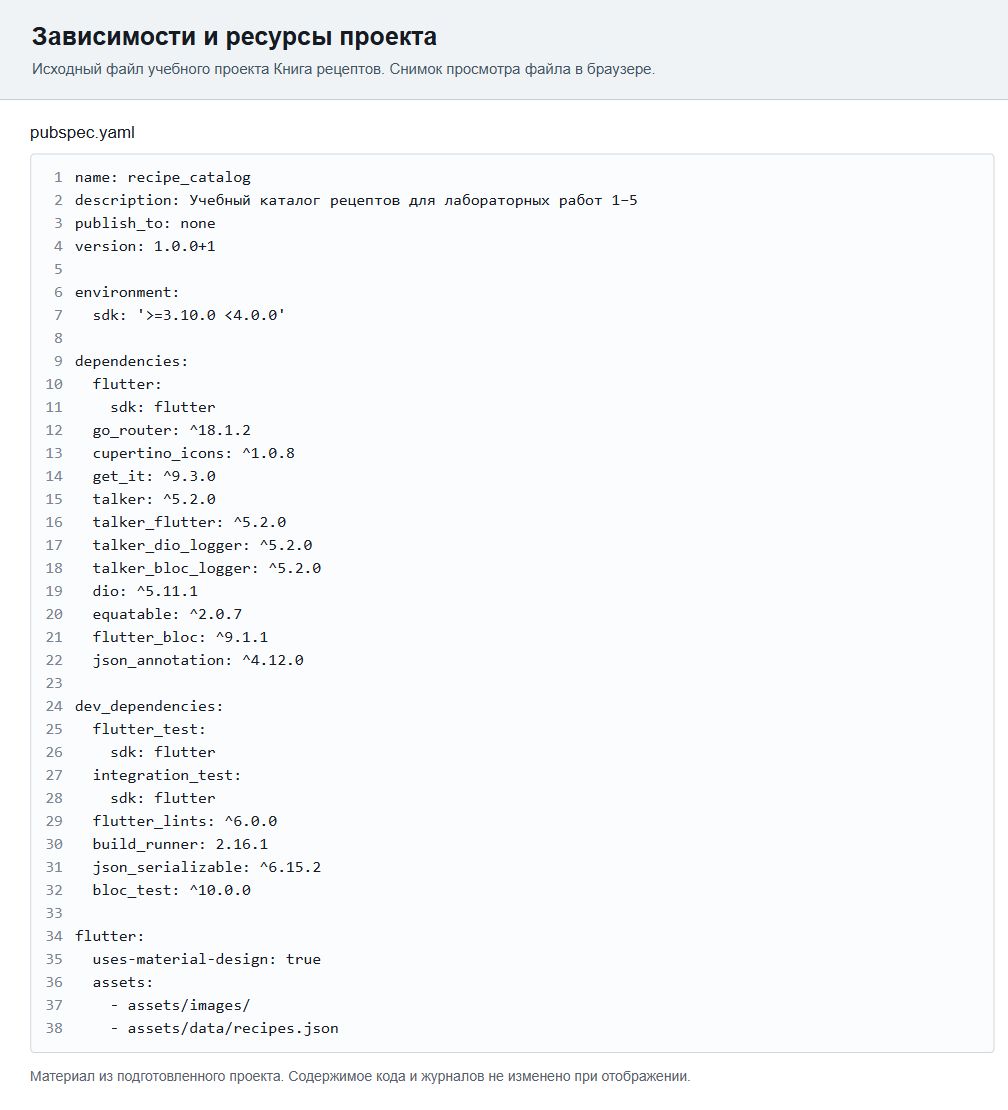 Зависимости и ресурсы проекта
Исходный файл учебного проекта Книга рецептов. Снимок просмотра файла в браузере.
pubspec.yaml
1 name: recipe_catalog
2 description: Учебный каталог рецептов для лабораторных работ 1–5
3 publish_to: none
4 version: 1.0.0+1
5
6 environment:
7   sdk: '>=3.10.0 <4.0.0'
8
9 dependencies:
10   flutter:
11     sdk: flutter
12   go_router: ^18.1.2
13   cupertino_icons: ^1.0.8
14   get_it: ^9.3.0
15   talker: ^5.2.0
16   talker_flutter: ^5.2.0
17   talker_dio_logger: ^5.2.0
18   talker_bloc_logger: ^5.2.0
19   dio: ^5.11.1
20   equatable: ^2.0.7
21   flutter_bloc: ^9.1.1
22   json_annotation: ^4.12.0
23
24 dev_dependencies:
25   flutter_test:
26     sdk: flutter
27   integration_test:
28     sdk: flutter
29   flutter_lints: ^6.0.0
30   build_runner: 2.16.1
31   json_serializable: ^6.15.2
32   bloc_test: ^10.0.0
33
34 flutter:
35   uses-material-design: true
36   assets:
37     - assets/images/
38     - assets/data/recipes.json
Материал из подготовленного проекта. Содержимое кода и журналов не изменено при отображении.